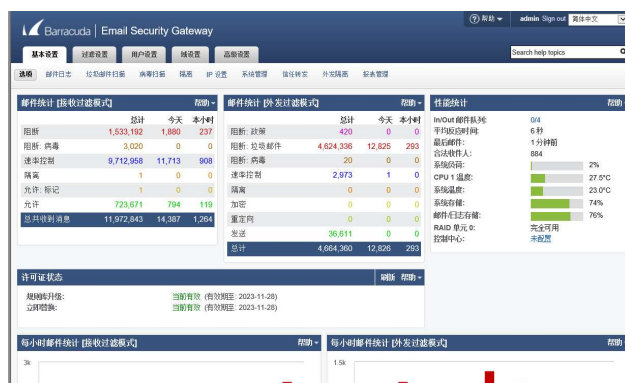 帮助 admin Sign out 简体中文
Barracuda Email Security Gateway
基本设置 过滤设置 用户设置 域设置 高级设置 Search help topics
选项 邮件日志 垃圾邮件扫描 病毒扫描 隔离 IP 设置 系统管理 信任转发 外发隔离 报表管理
邮件统计 [接收过滤模式] 帮助
总计 今天 本小时
阻断 1,533,192 1,880 237
阻断: 病毒 3,020 0 0
速率控制 9,712,958 11,713 908
隔离 1 0 0
允许: 标记 1 0 0
允许 723,671 794 119
总共收到消息 11,972,843 14,387 1,264
邮件统计 [外发过滤模式] 帮助
总计 今天 本小时
阻断: 政策 420 0 0
阻断: 垃圾邮件 4,624,336 12,825 293
阻断: 病毒 20 0 0
速率控制 2,973 1 0
隔离 0 0 0
加密 0 0 0
重定向 0 0 0
发送 36,611 0 0
总计 4,664,360 12,826 293
性能统计 帮助
In/Out 邮件队列: 0/4
平均反应时间: 6 秒
最后邮件: 1 分钟前
合法收件人: 884
系统负荷: 2%
CPU 1 温度: 27.5°C
系统温度: 23.0°C
系统存储: 74%
邮件/日志存储: 76%
RAID 单元 0: 完全可用
控制中心: 未配置
许可证状态 刷新 帮助
规则库升级: 当前有效 (有效期至: 2023-11-28)
立即替换: 当前有效 (有效期至: 2023-11-28)
每小时邮件统计 [接收过滤模式] 帮助
3k
每小时邮件统计 [外发过滤模式] 帮助
1.5k